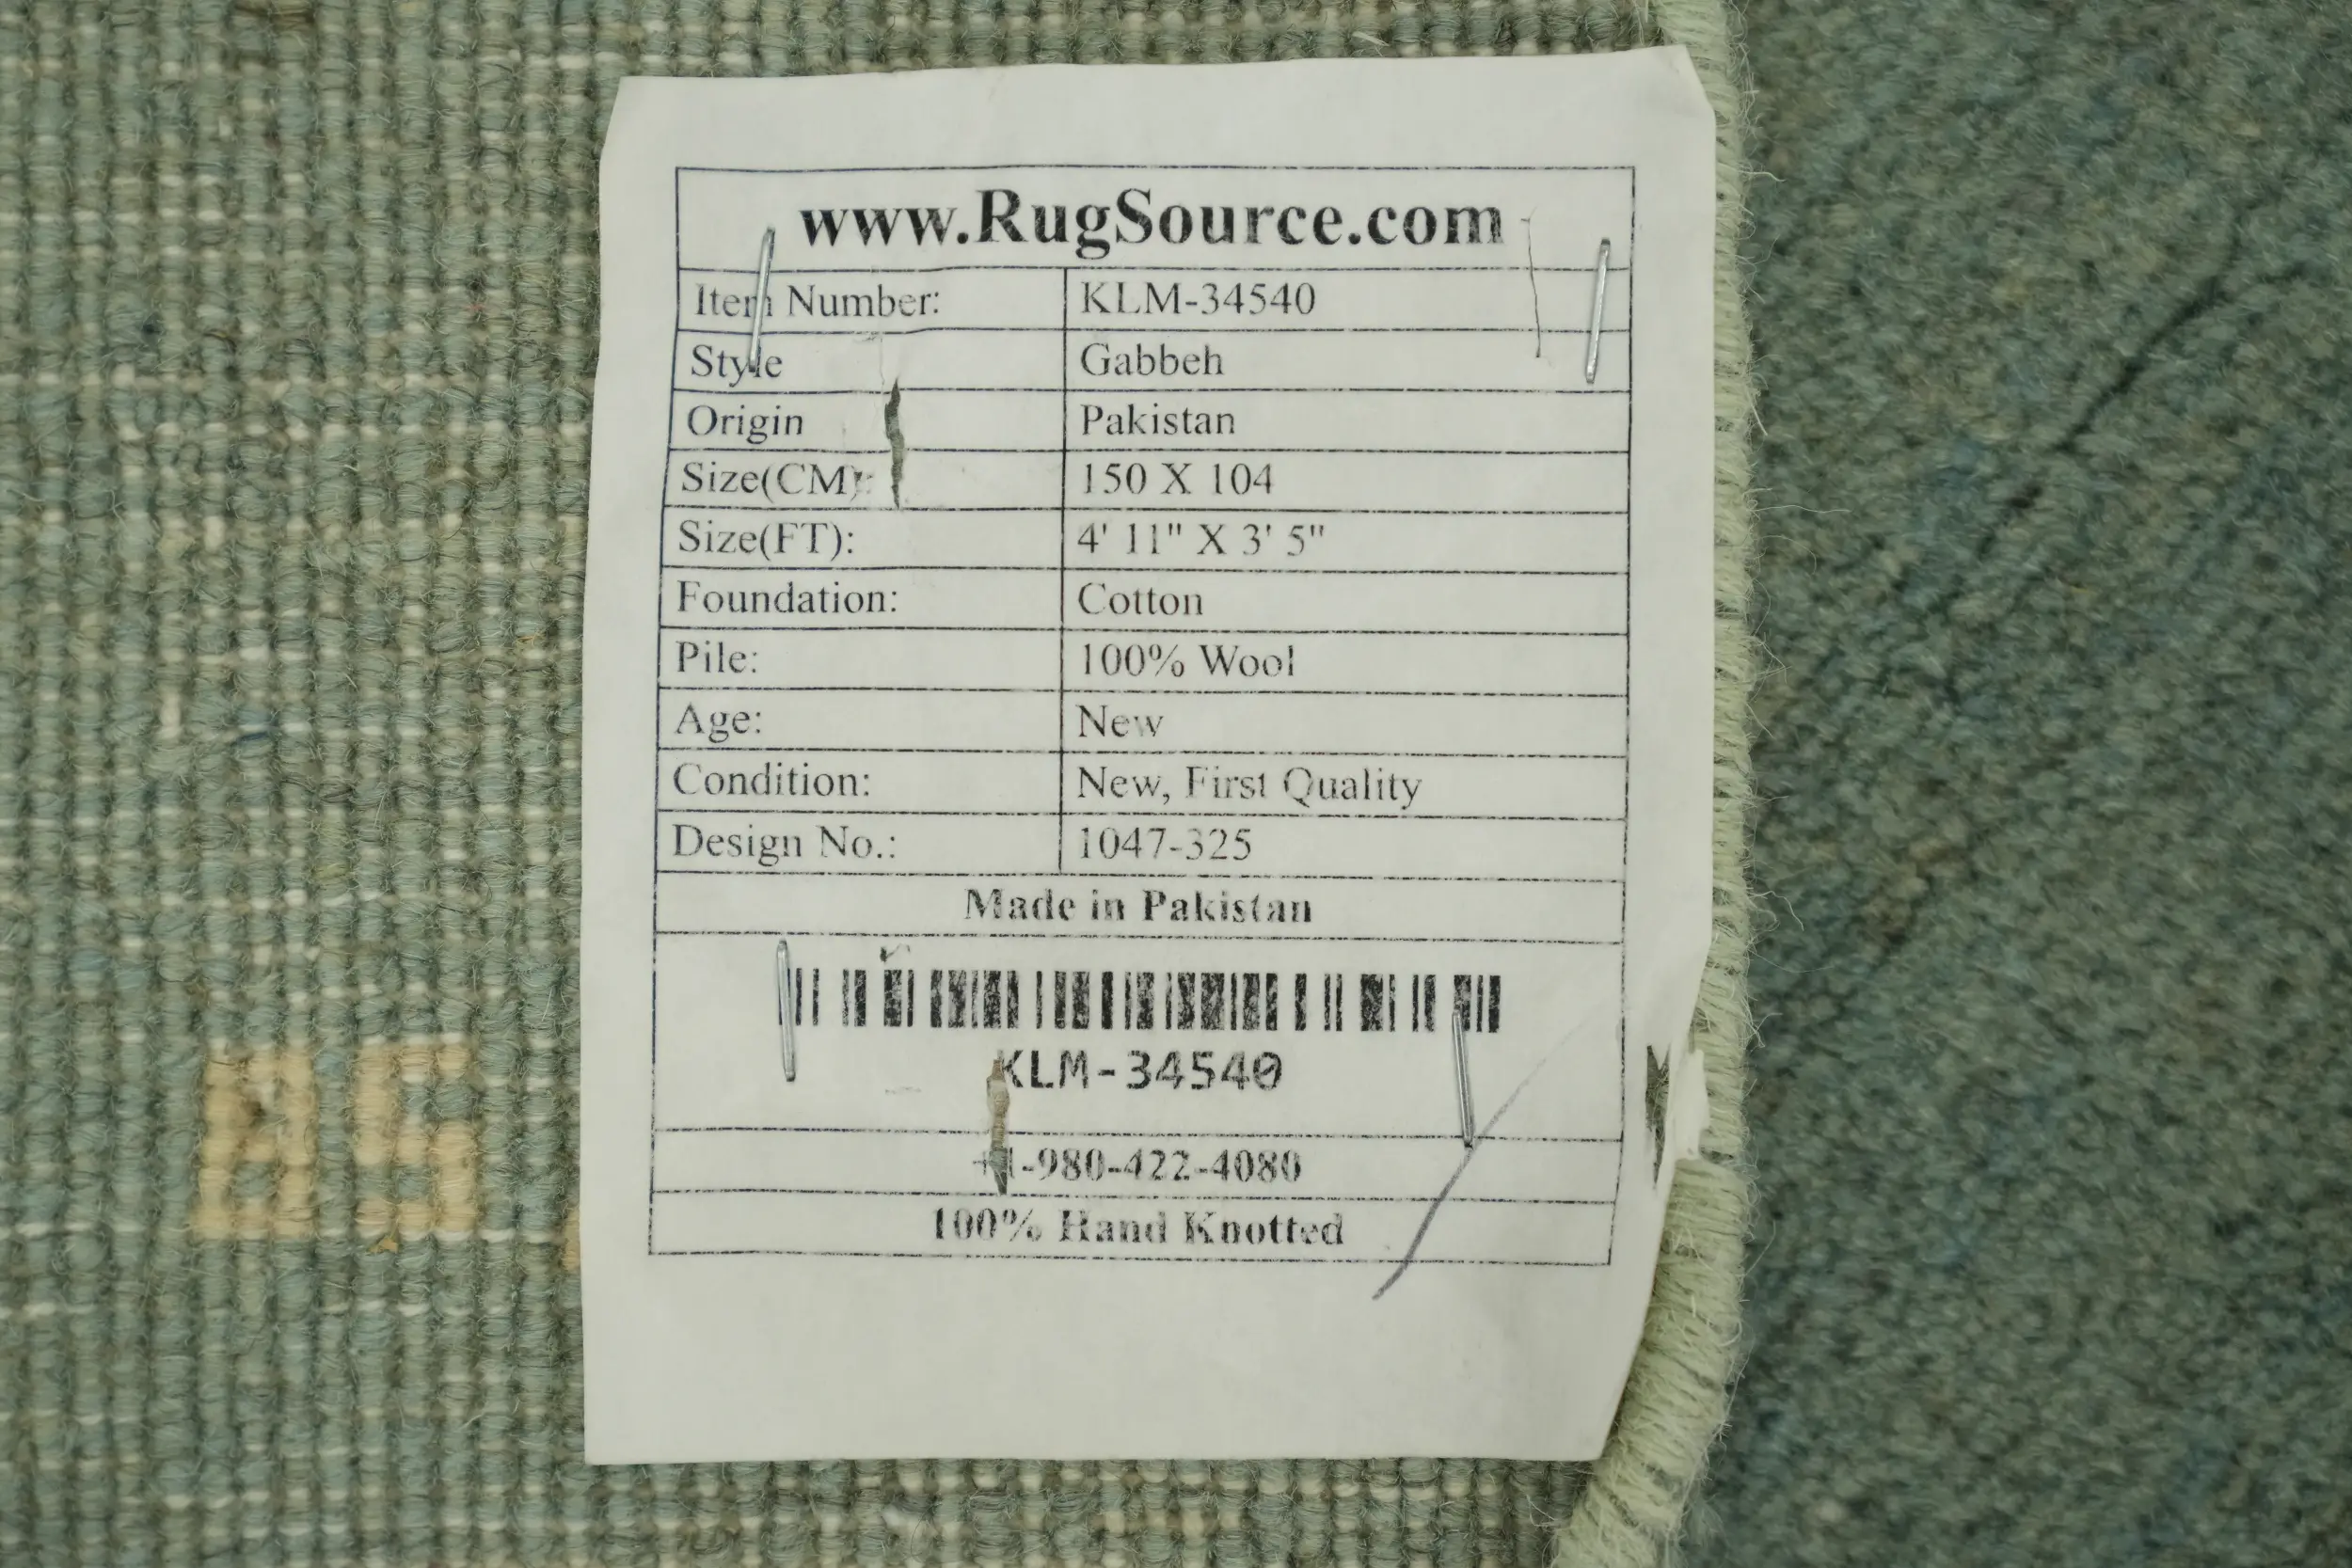 www.RugSource.com
Item Number: KLM-34540
Style Gabbeh
Origin Pakistan
Size(CM): 150 X 104
Size(FT): 4' 11" X 3' 5"
Foundation: Cotton
Pile: 100% Wool
Age: New
Condition: New, First Quality
Design No.: 1047-325
Made in Pakistan
KLM-34540
+1-980-422-4080
100% Hand Knotted